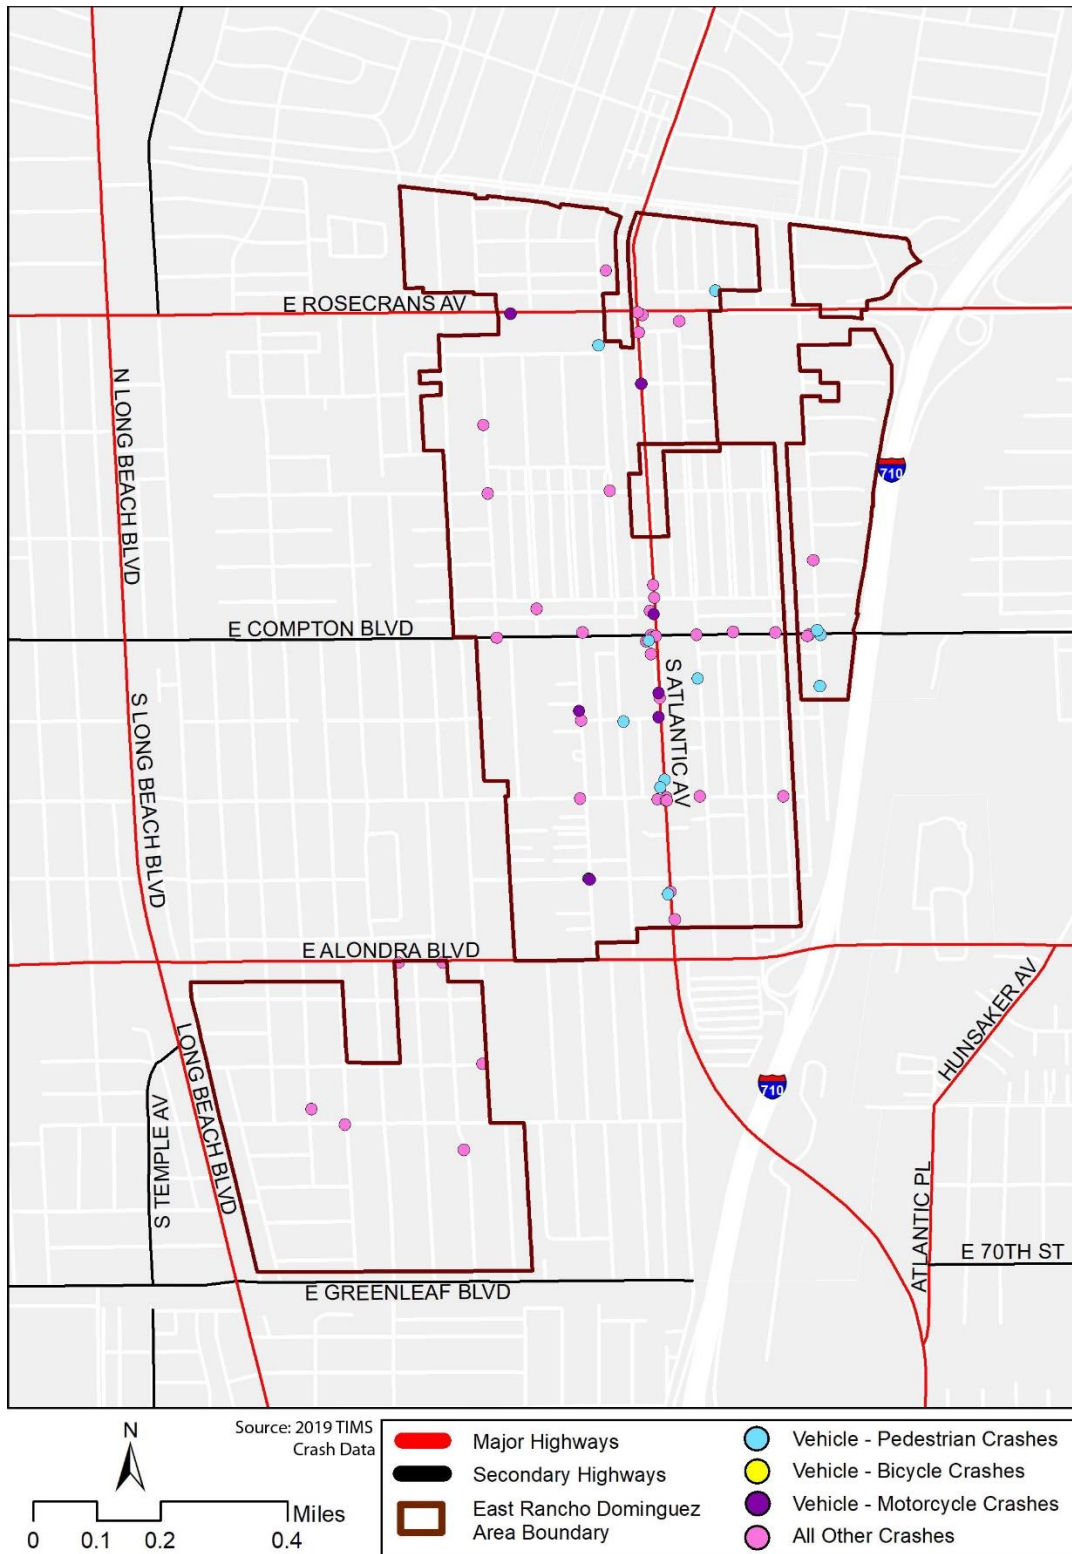 E ROSECRANS AV
N LONG BEACH BLVD
710
E COMPTON BLVD
S ATLANTIC AV
S LONG BEACH BLVD
E ALONDRA BLVD
HUNSAKER AV
LONG BEACH BLVD
710
S TEMPLE AV
ATLANTIC PL
E 70TH ST
E GREENLEAF BLVD
N
Source: 2019 TIMS
Crash Data
Miles
0 0.1 0.2 0.4
Major Highways
Secondary Highways
East Rancho Dominguez
Area Boundary
Vehicle - Pedestrian Crashes
Vehicle - Bicycle Crashes
Vehicle - Motorcycle Crashes
All Other Crashes